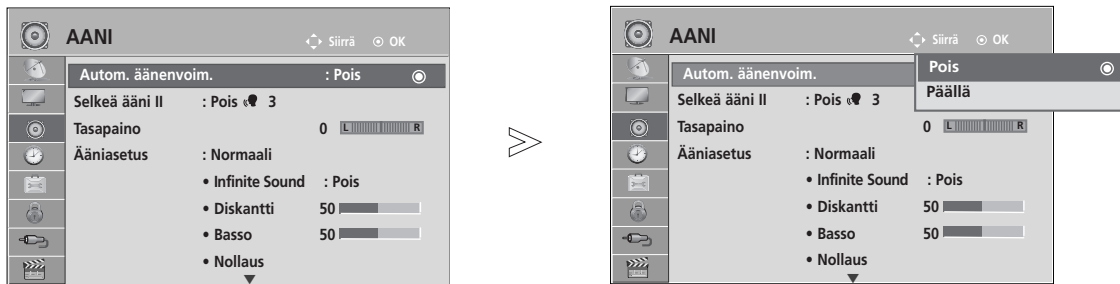 AANI
Siirrä OK
Autom. äänenvoim. : Pois
Selkeä ääni II : Pois 3
Tasapaino 0 L R
Ääniasetus : Normaali
• Infinite Sound : Pois
• Diskantti 50
• Basso 50
• Nollaus
>
AANI
Siirrä OK
Autom. äänenvoim.
Pois
Päällä
Selkeä ääni II : Pois 3
Tasapaino 0 L R
Ääniasetus : Normaali
• Infinite Sound : Pois
• Diskantti 50
• Basso 50
• Nollaus